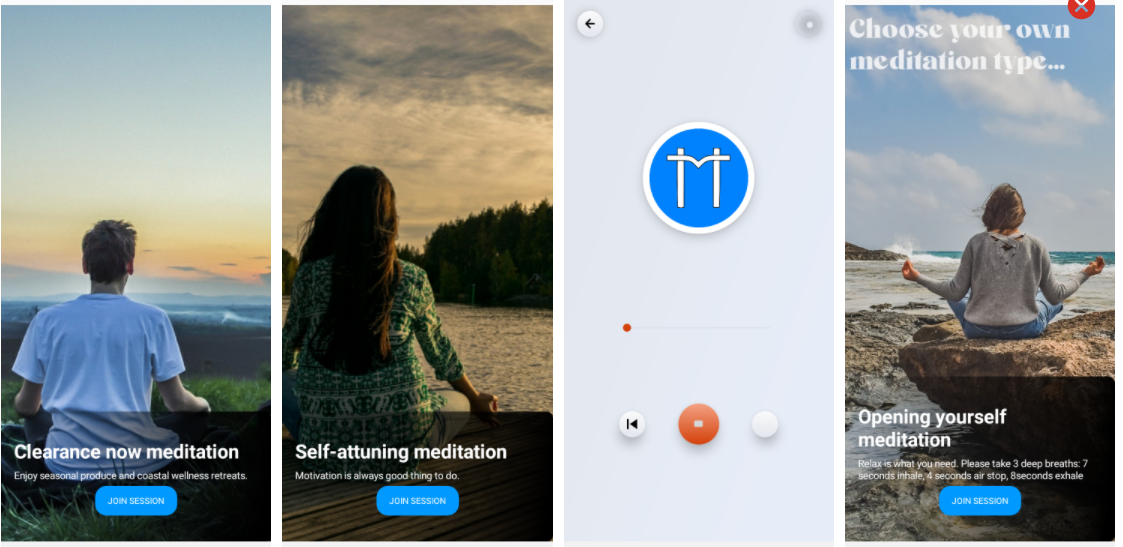 Clearance now meditation
Enjoy seasonal produce and coastal wellness retreats.
JOIN SESSION
Self-attuning meditation
Motivation is always good thing to do.
JOIN SESSION
Choose your own
meditation type...
Opening yourself
meditation
Relax is what you need. Please take 3 deep breaths: 7
seconds inhale, 4 seconds air stop, 8seconds exhale
JOIN SESSION